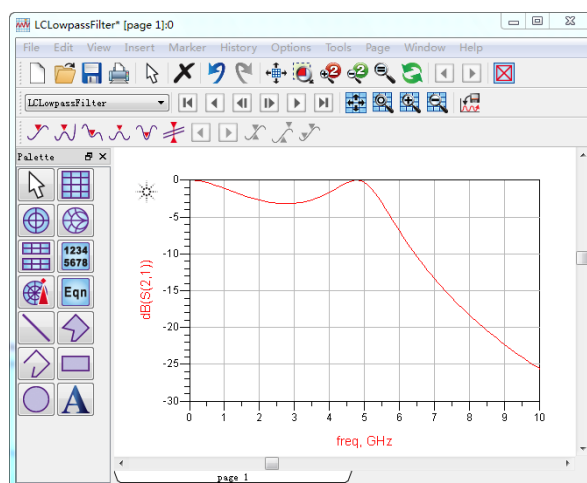 LCLowpassFilter* [page 1]:0
File Edit View Insert Marker History Options Tools Page Window Help
LCLowpassFilter
Palette
1234
5678
Eqn
A
0
-5
-10
-15
-20
-25
-30
dB(S(2,1))
0 1 2 3 4 5 6 7 8 9 10
freq, GHz
page 1